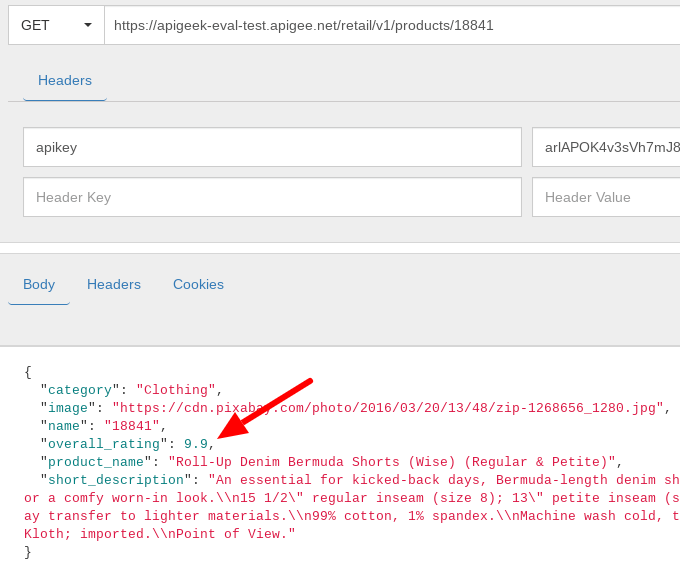 GET https://apigeek-eval-test.apigee.net/retail/v1/products/18841
Headers
apikey arlAPOK4v3sVh7mJ8
Header Key Header Value
Body Headers Cookies
{
"category": "Clothing",
"image": "https://cdn.pixabay.com/photo/2016/03/20/13/48/zip-1268656_1280.jpg",
"name": "18841",
"overall_rating": 9.9,
"product_name": "Roll-Up Denim Bermuda Shorts (Wise) (Regular & Petite)",
"short_description": "An essential for kicked-back days, Bermuda-length denim sh
or a comfy worn-in look.\\n15 1/2\" regular inseam (size 8); 13\" petite inseam (s
ay transfer to lighter materials.\\n99% cotton, 1% spandex.\\nMachine wash cold, t
Kloth; imported.\\nPoint of View."
}